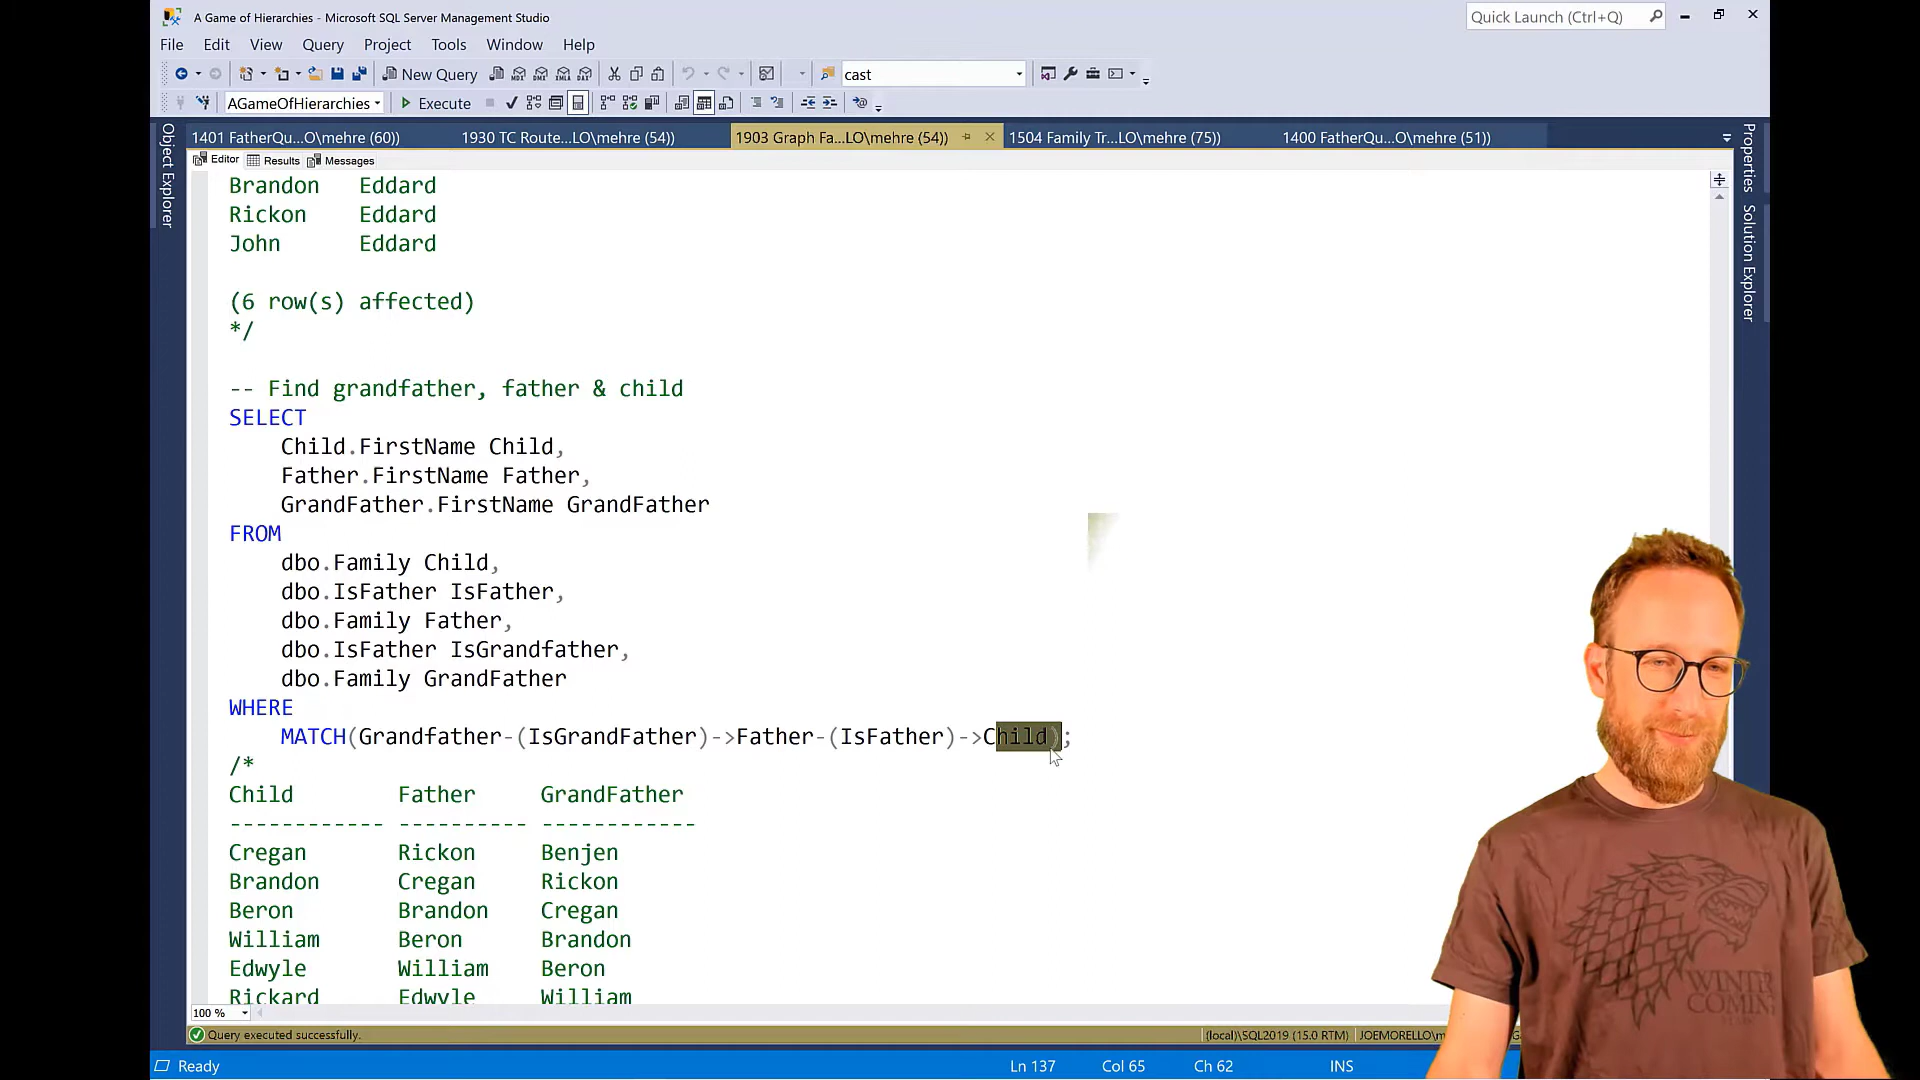 A Game of Hierarchies - Microsoft SQL Server Management Studio
Quick Launch (Ctrl+Q)
File Edit View Query Project Tools Window Help
New Query
cast
AGameOfHierarchies
Execute
1401 FatherQu...O\mehre (60))
1930 TC Route...LO\mehre (54))
1903 Graph Fa...LO\mehre (54))
1504 Family Tr...LO\mehre (75))
1400 FatherQu...O\mehre (51))
Object Explorer
Properties
Solution Explorer
Editor Results Messages
Brandon Eddard
Rickon Eddard
John Eddard
(6 row(s) affected)
*/
-- Find grandfather, father & child
SELECT
Child.FirstName Child,
Father.FirstName Father,
GrandFather.FirstName GrandFather
FROM
dbo.Family Child,
dbo.IsFather IsFather,
dbo.Family Father,
dbo.IsFather IsGrandfather,
dbo.Family GrandFather
WHERE
MATCH(Grandfather-(IsGrandFather)->Father-(IsFather)->Child);
/*
Child Father GrandFather
------------ ---------- ------------
Cregan Rickon Benjen
Brandon Cregan Rickon
Beron Brandon Cregan
William Beron Brandon
Edwyle William Beron
Rickard Edwyle William
100 %
Query executed successfully.
(local)\SQL2019 (15.0 RTM)
JOEMORELLO\m
Ready
Ln 137
Col 65
Ch 62
INS
WINTER
COMIN